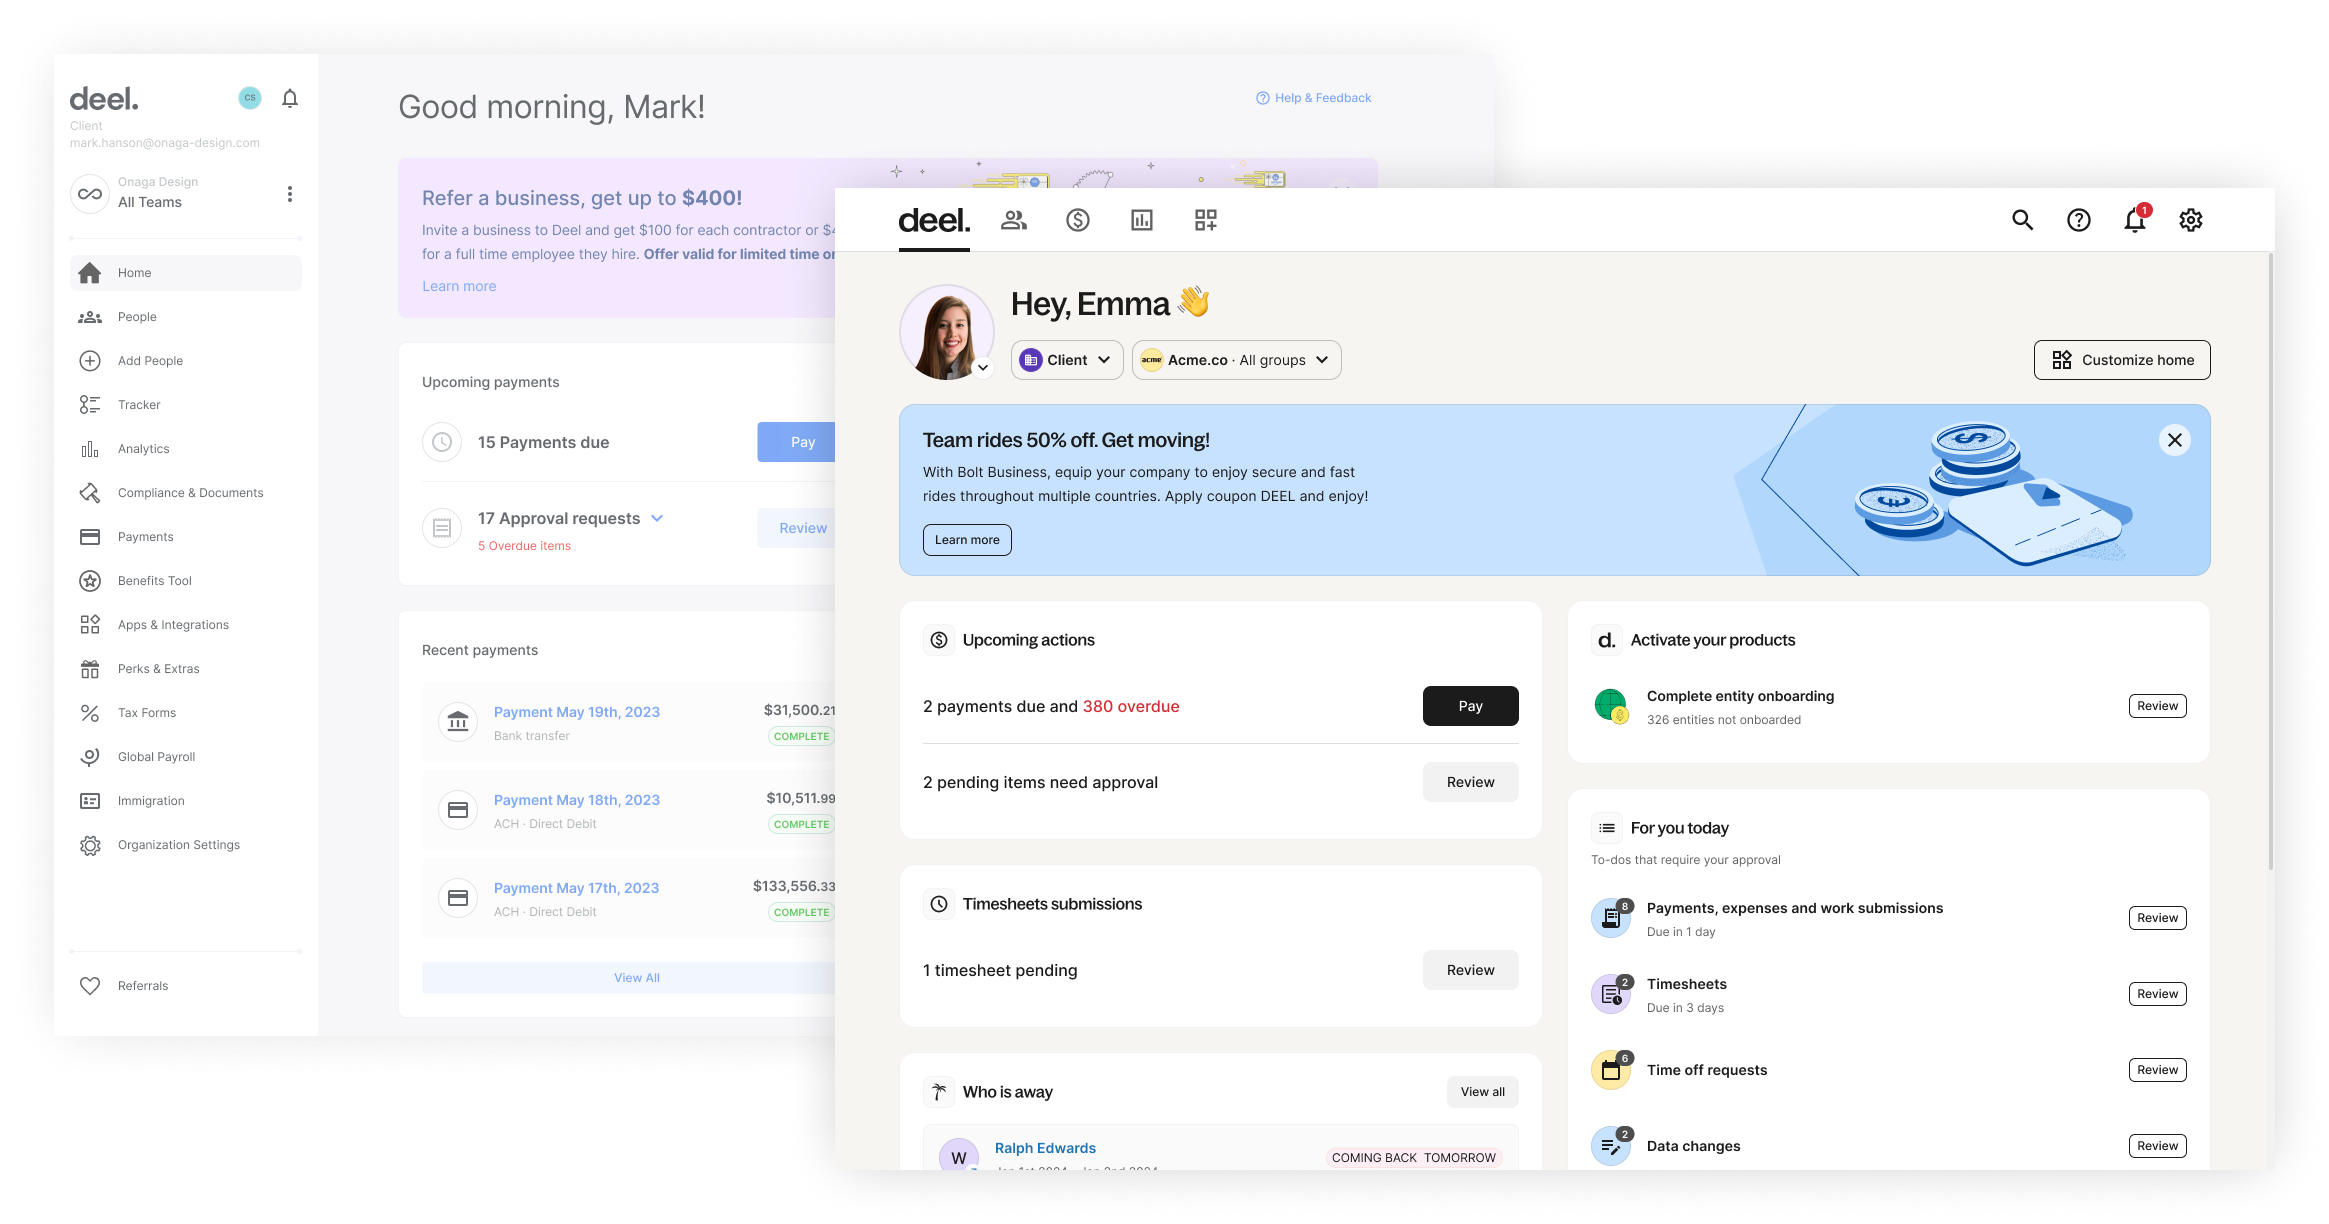 deel.
CS
Client
mark.hanson@onaga-design.com
Onaga Design
All Teams
Home
People
Add People
Tracker
Analytics
Compliance & Documents
Payments
Benefits Tool
Apps & Integrations
Perks & Extras
Tax Forms
Global Payroll
Immigration
Organization Settings
Referrals
Good morning, Mark!
Help & Feedback
Refer a business, get up to $400!
Invite a business to Deel and get $100 for each contractor or
for a full time employee they hire. Offer valid for limited time
Learn more
Upcoming payments
15 Payments due
Pay
17 Approval requests
5 Overdue items
Review
Recent payments
Payment May 19th, 2023
$31,500.21
Bank transfer
COMPLETE
Payment May 18th, 2023
$10,511.99
ACH · Direct Debit
COMPLETE
Payment May 17th, 2023
$133,556.33
ACH · Direct Debit
COMPLETE
View All
deel.
1
Hey, Emma 👋
Client
acme
Acme.co · All groups
Customize home
Team rides 50% off. Get moving!
With Bolt Business, equip your company to enjoy secure and fast
rides throughout multiple countries. Apply coupon DEEL and enjoy!
Learn more
Upcoming actions
2 payments due and 380 overdue
Pay
2 pending items need approval
Review
Timesheets submissions
1 timesheet pending
Review
Who is away
View all
W
Ralph Edwards
COMING BACK TOMORROW
d.
Activate your products
Complete entity onboarding
326 entities not onboarded
Review
For you today
To-dos that require your approval
8
Payments, expenses and work submissions
Due in 1 day
Review
2
Timesheets
Due in 3 days
Review
6
Time off requests
Review
2
Data changes
Review